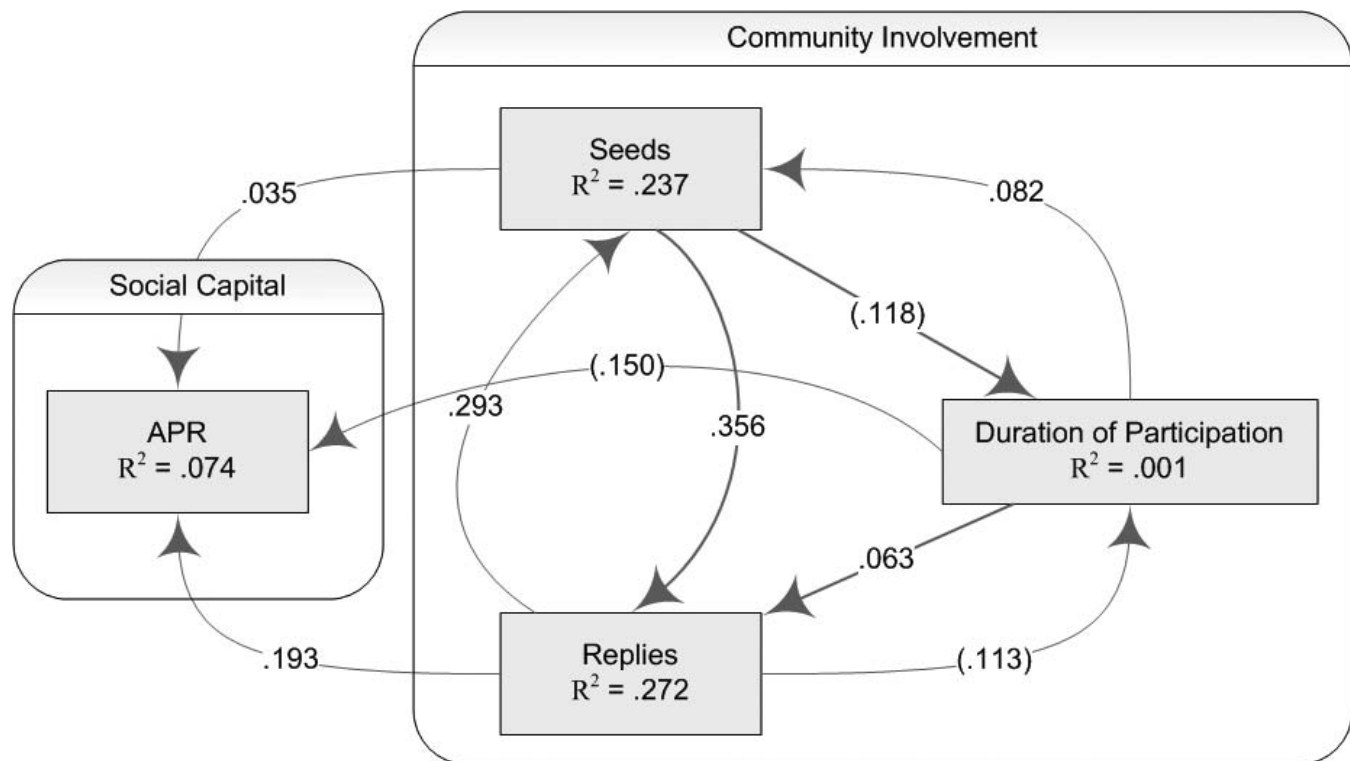 Community Involvement
Seeds
R² = .237
.035
.082
Social Capital
(.118)
(.150)
.293
.356
APR
R² = .074
Duration of Participation
R² = .001
.063
Replies
R² = .272
.193
(.113)